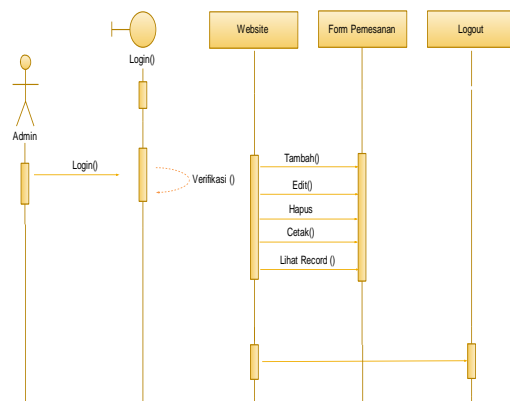 Website
Form Pemesanan
Logout
Login()
Admin
Login()
Verifikasi ()
Tambah()
Edit()
Hapus
Cetak()
Lihat Record ()